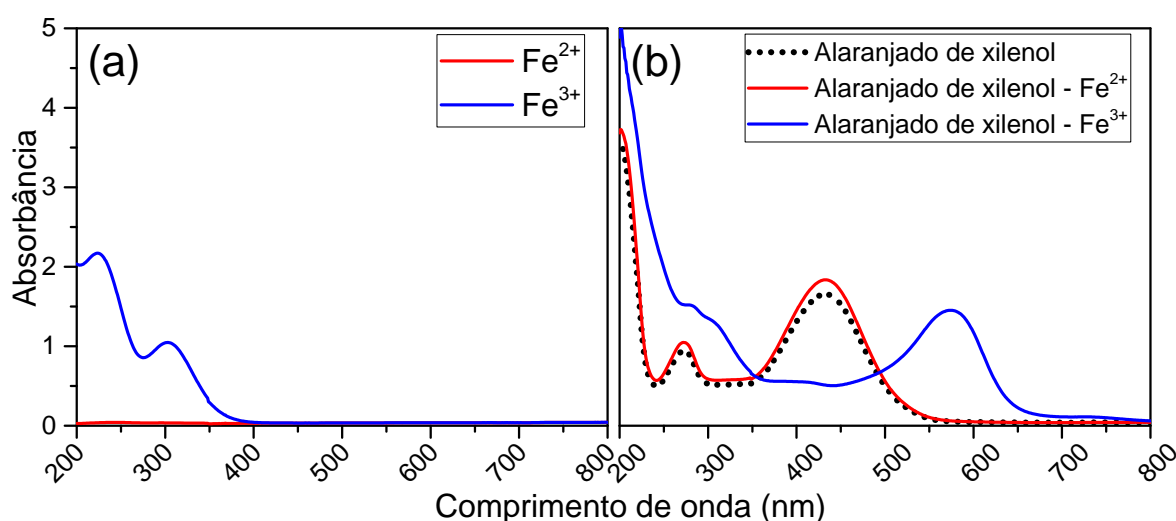 (a)
Fe²⁺
Fe³⁺
(b)
Alaranjado de xilenol
Alaranjado de xilenol - Fe²⁺
Alaranjado de xilenol - Fe³⁺
Absorbância
5
4
3
2
1
0
200 300 400 500 600 700 800
200 300 400 500 600 700 800
Comprimento de onda (nm)